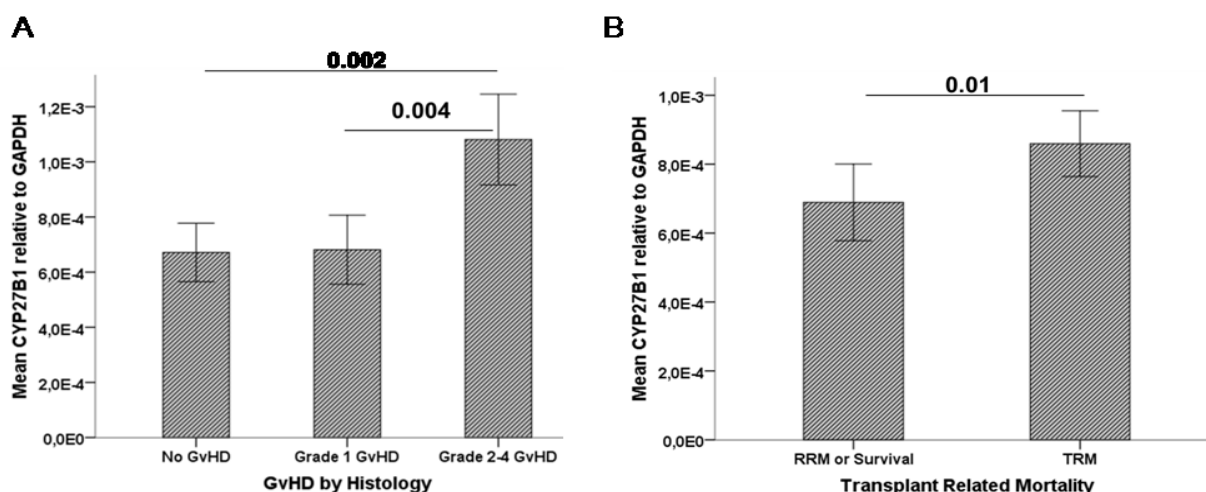 A
Mean CYP27B1 relative to GAPDH
1,2E-3
1,0E-3
8,0E-4
6,0E-4
4,0E-4
2,0E-4
0,0E0
0.002
0.004
No GvHD
Grade 1 GvHD
Grade 2-4 GvHD
GvHD by Histology
B
Mean CYP27B1 relative to GAPDH
1,0E-3
8,0E-4
6,0E-4
4,0E-4
2,0E-4
0,0E0
0.01
RRM or Survival
TRM
Transplant Related Mortality